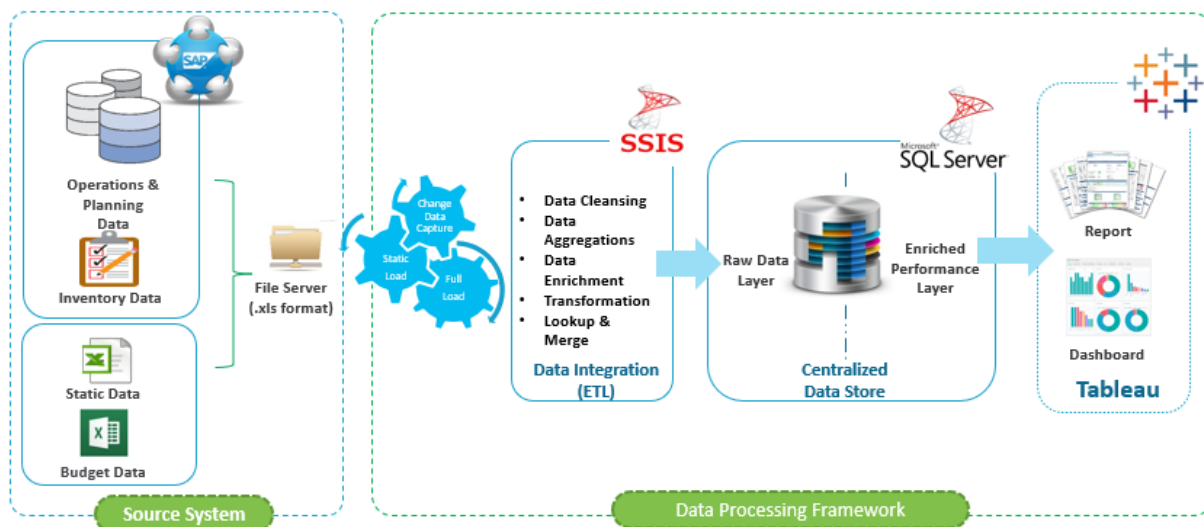 SAP
Operations &
Planning
Data
Inventory Data
Static Data
Budget Data
Source System
File Server
(.xls format)
Change
Data
Capture
Static
Load
Full
Load
SSIS
• Data Cleansing
• Data
Aggregations
• Data
Enrichment
• Transformation
• Lookup &
Merge
Data Integration
(ETL)
Microsoft®
SQL Server
Raw Data
Layer
Enriched
Performance
Layer
Centralized
Data Store
Report
Dashboard
Tableau
Data Processing Framework